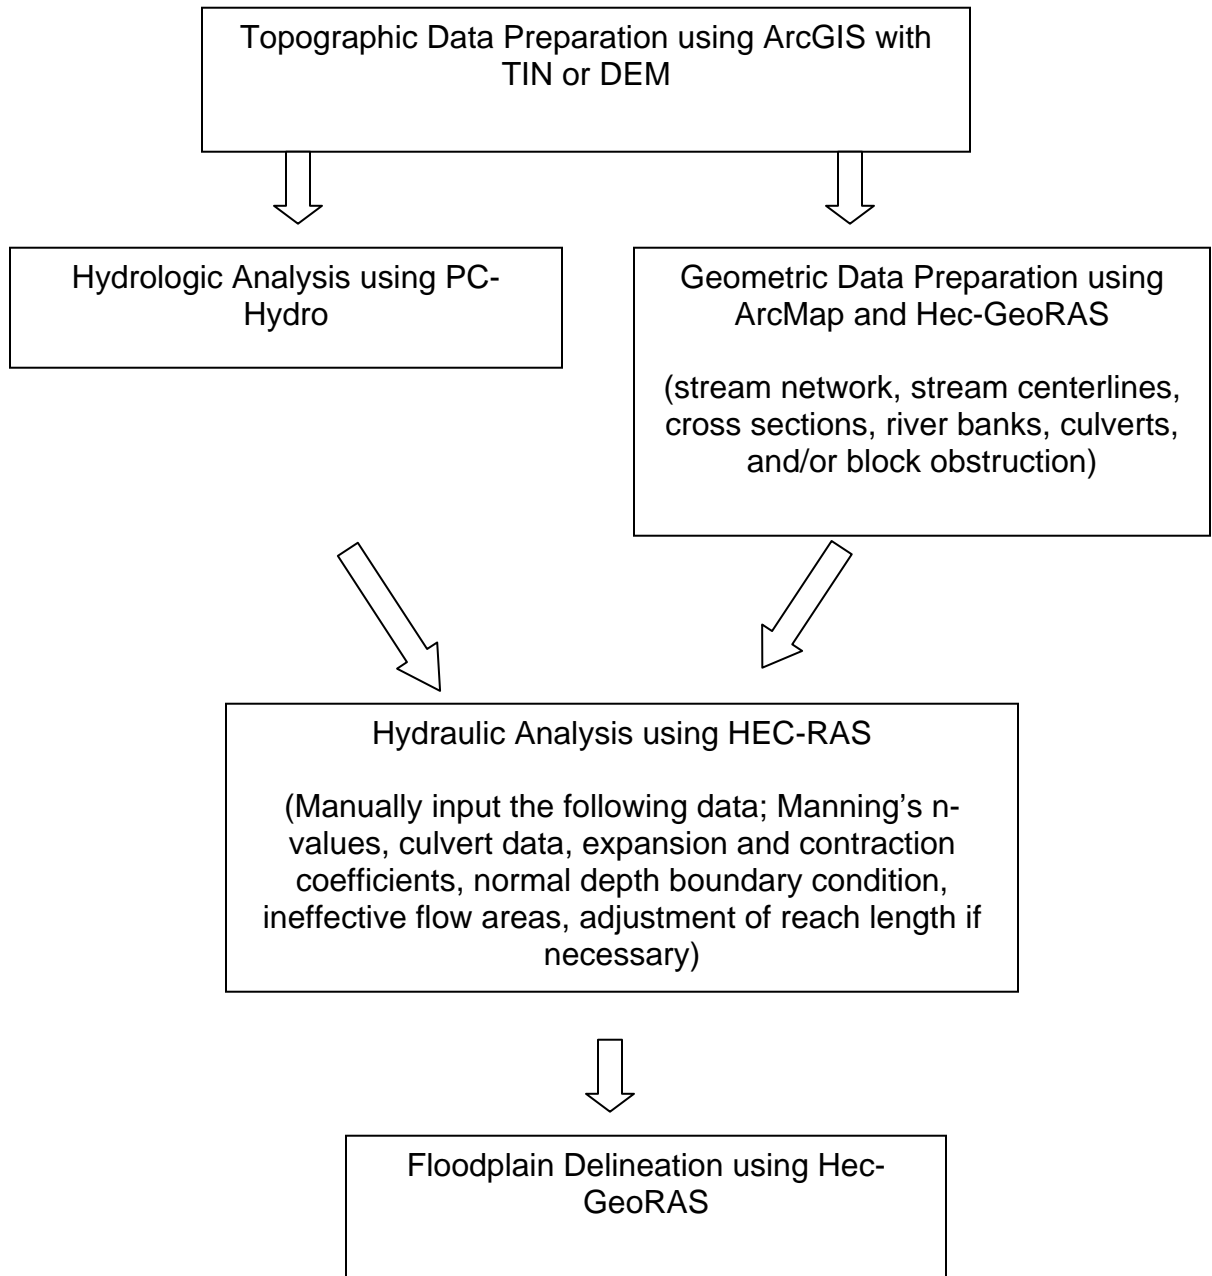 Topographic Data Preparation using ArcGIS with
TIN or DEM
Hydrologic Analysis using PC-
Hydro
Geometric Data Preparation using
ArcMap and Hec-GeoRAS
(stream network, stream centerlines,
cross sections, river banks, culverts,
and/or block obstruction)
Hydraulic Analysis using HEC-RAS
(Manually input the following data; Manning’s n-
values, culvert data, expansion and contraction
coefficients, normal depth boundary condition,
ineffective flow areas, adjustment of reach length if
necessary)
Floodplain Delineation using Hec-
GeoRAS